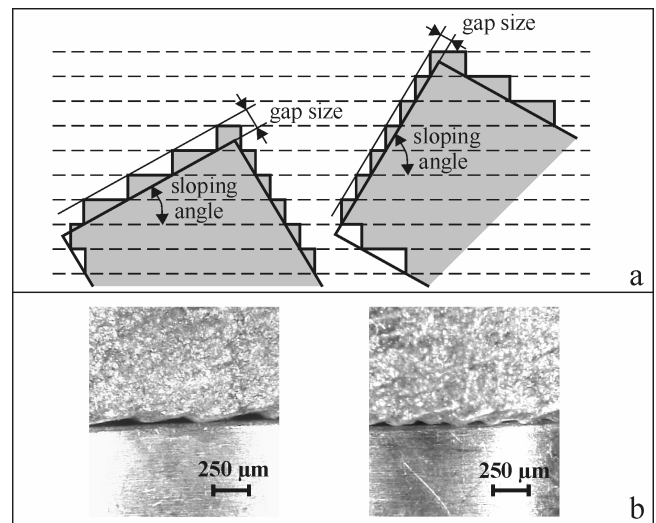 gap size
gap size
sloping
angle
sloping
angle
a
250 μm
250 μm
b